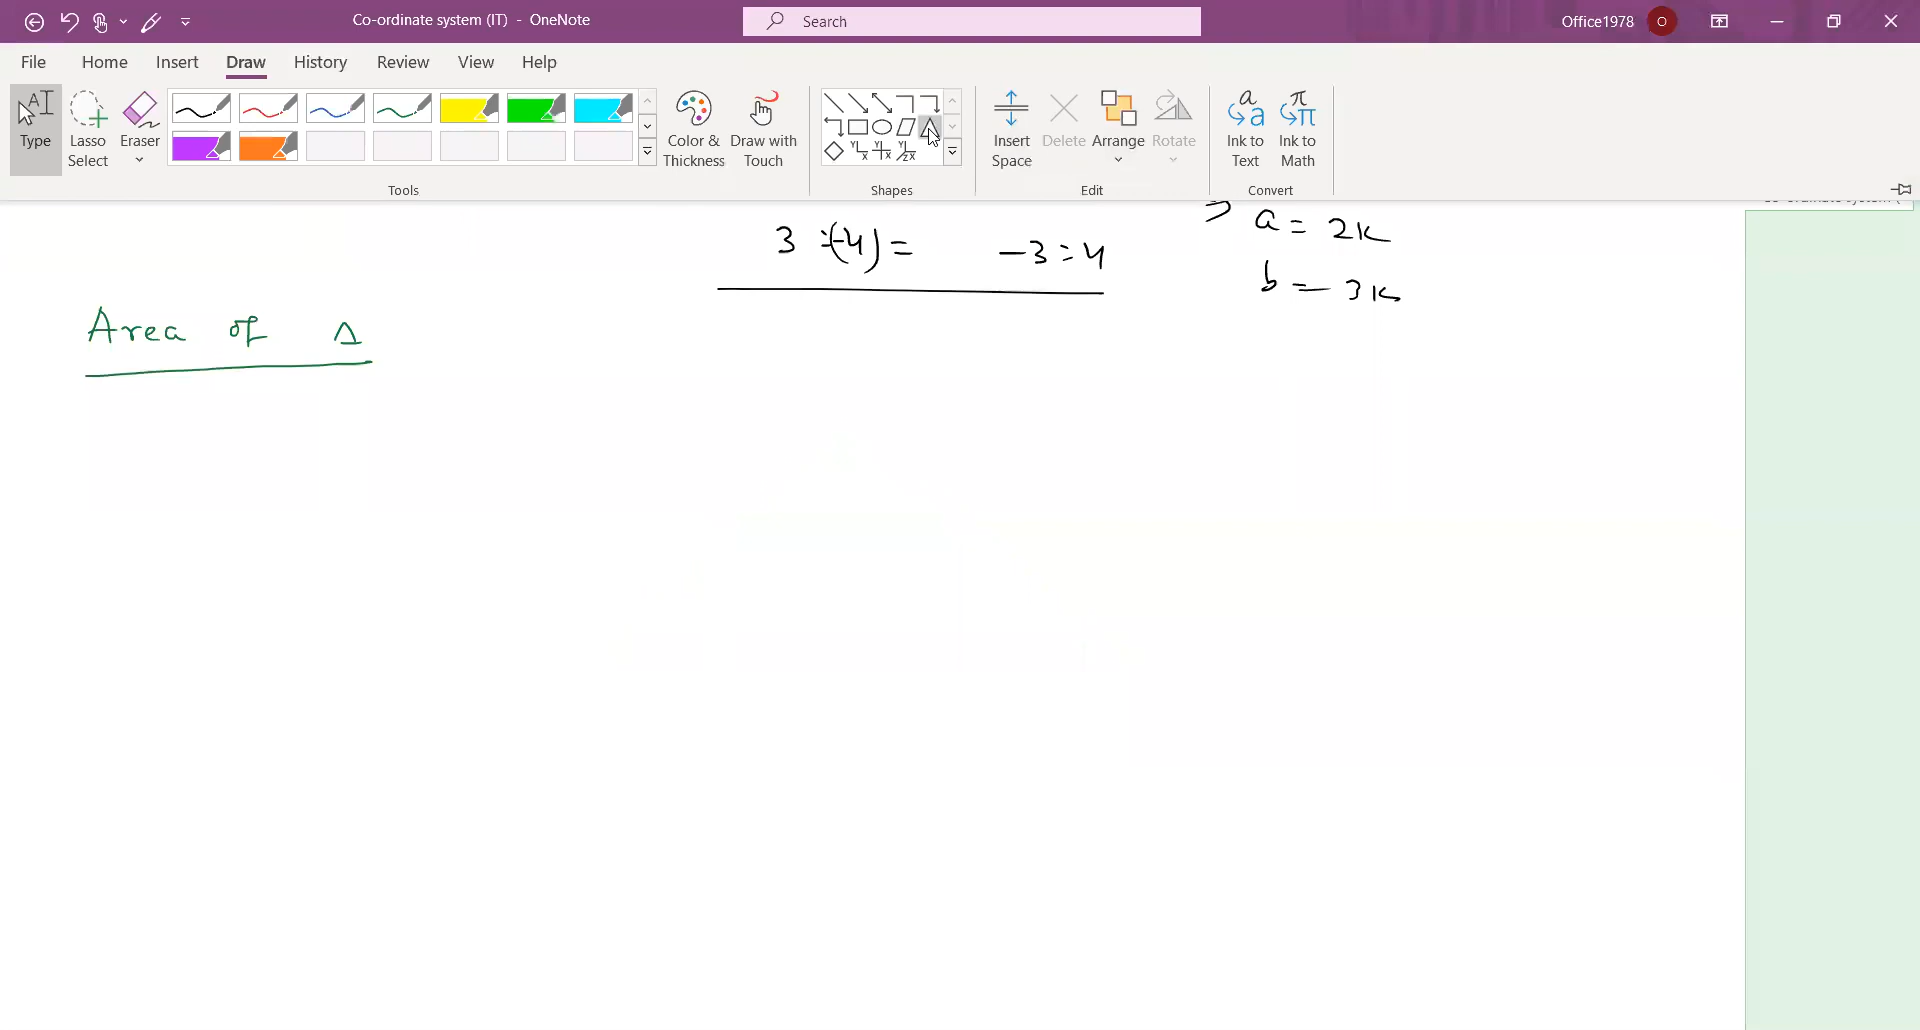 Co-ordinate system (IT) - OneNote
Search
Office1978
O
File Home Insert Draw History Review View Help
Type
Lasso Select
Eraser
Color & Thickness
Draw with Touch
Insert Space
Delete
Arrange
Rotate
Ink to Text
Ink to Math
Tools
Shapes
Edit
Convert
3 :(-4) = -3 : 4
⇒ a = 2k
b = 3k
Area of Δ